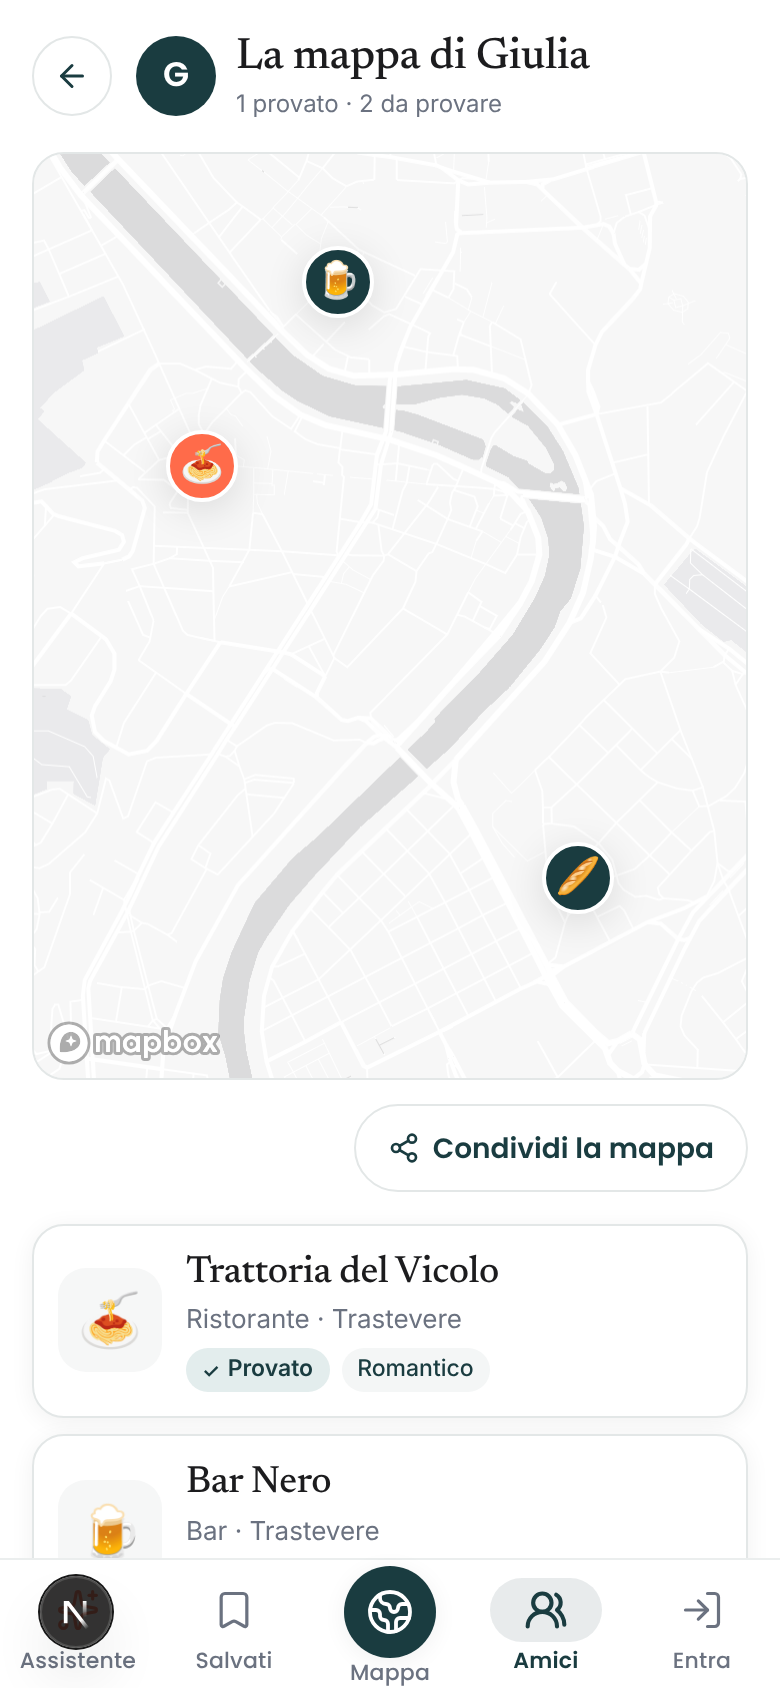 G
La mappa di Giulia
1 provato · 2 da provare
mapbox
Condividi la mappa
Trattoria del Vicolo
Ristorante · Trastevere
✓ Provato Romantico
Bar Nero
Bar · Trastevere
N
Assistente Salvati Mappa Amici Entra